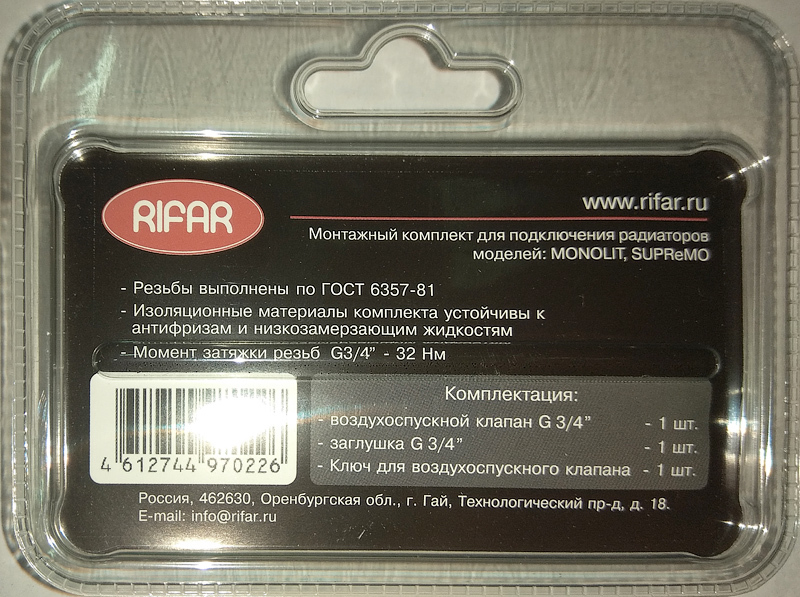 RIFAR
www.rifar.ru
Монтажный комплект для подключения радиаторов
моделей: MONOLIT, SUPReMO
- Резьбы выполнены по ГОСТ 6357-81
- Изоляционные материалы комплекта устойчивы к
антифризам и низкозамерзающим жидкостям
- Момент затяжки резьб G3/4” - 32 Нм
Комплектация:
- воздухоспускной клапан G 3/4” - 1 шт.
- заглушка G 3/4” - 1 шт.
- Ключ для воздухоспускного клапана - 1 шт.
4 612744 970226
Россия, 462630, Оренбургская обл., г. Гай, Технологический пр-д, д. 18.
E-mail: info@rifar.ru